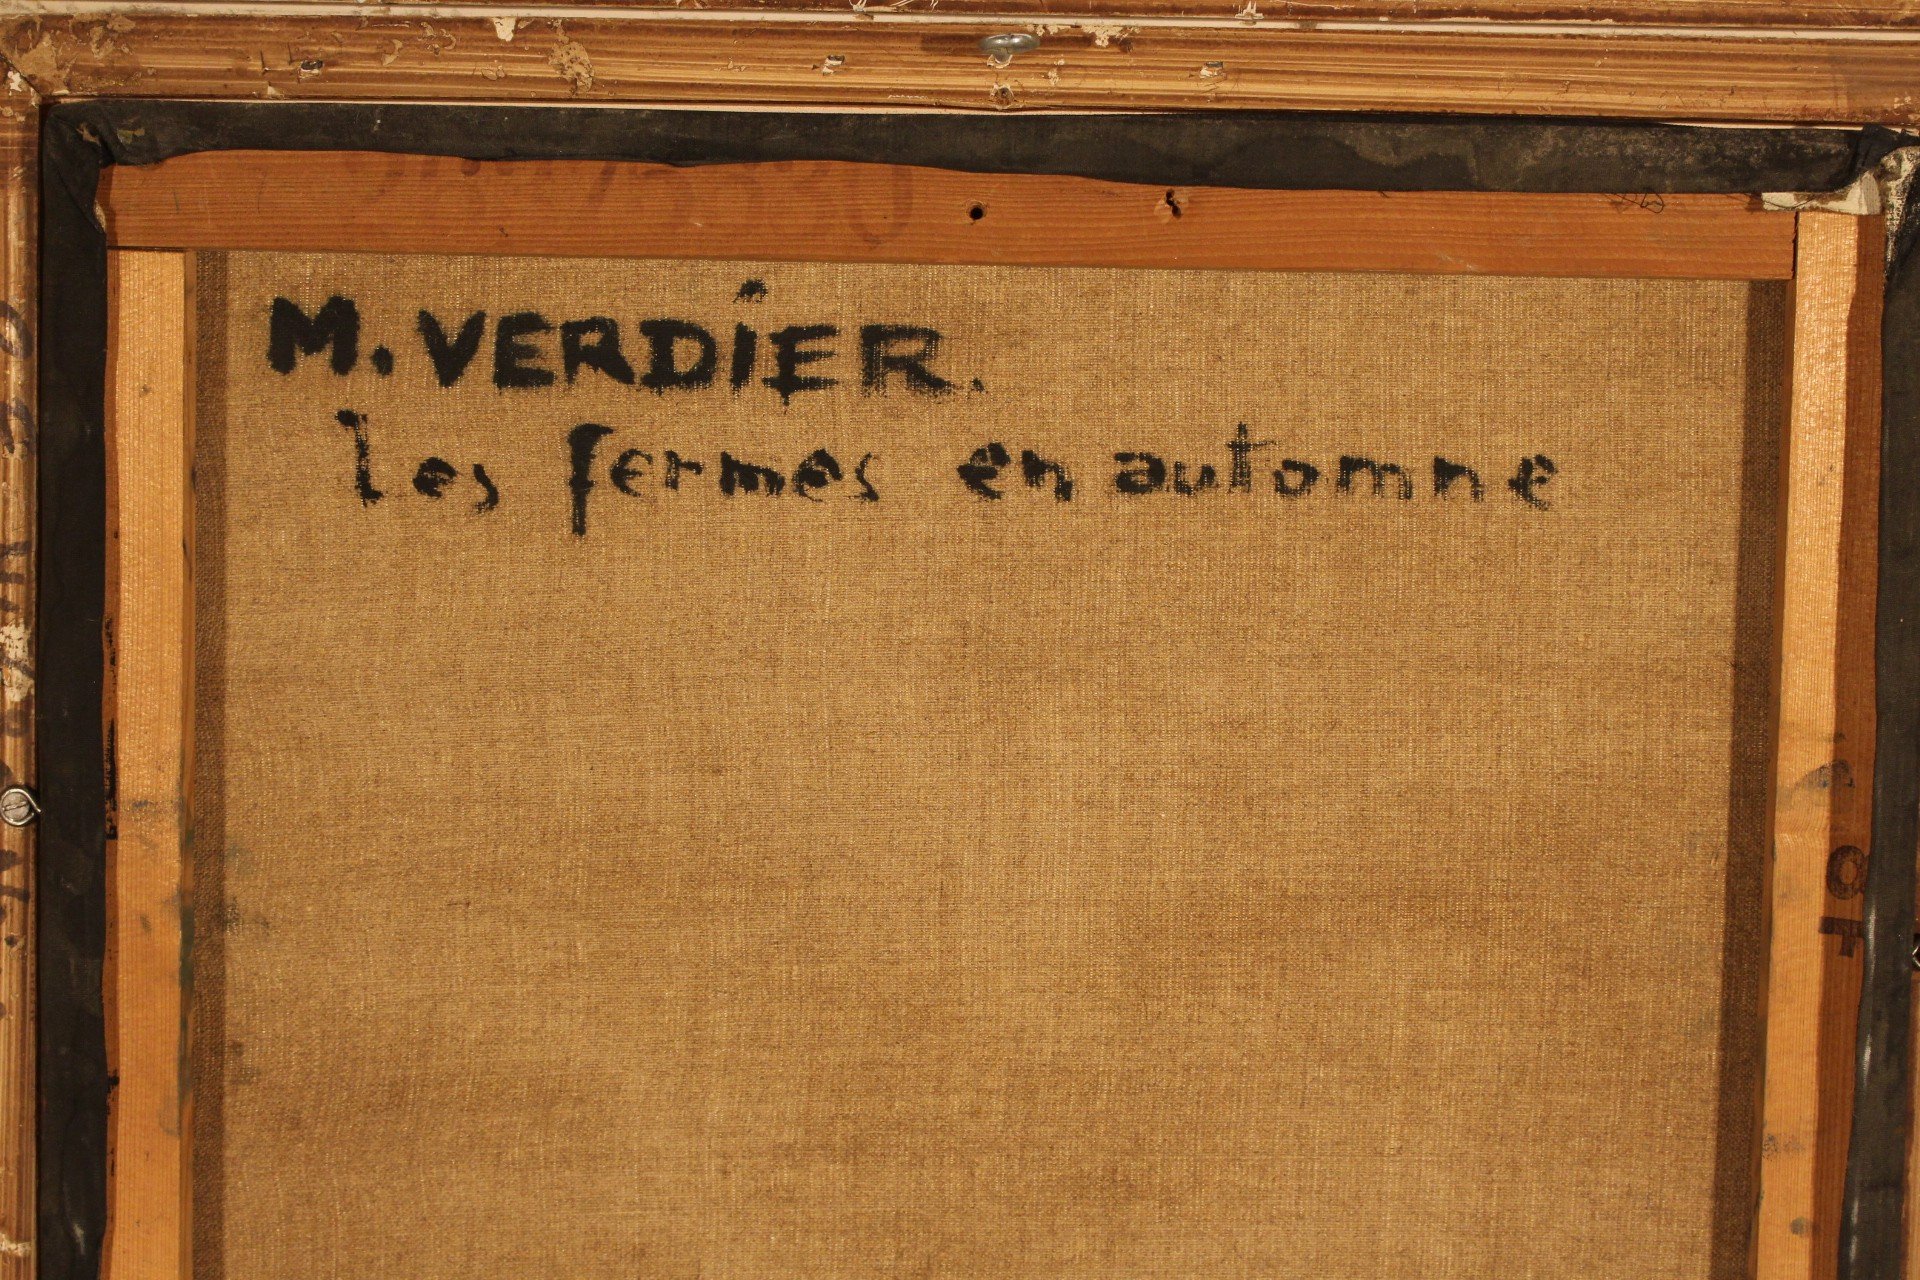 M. VERDIER.
les fermes en automne